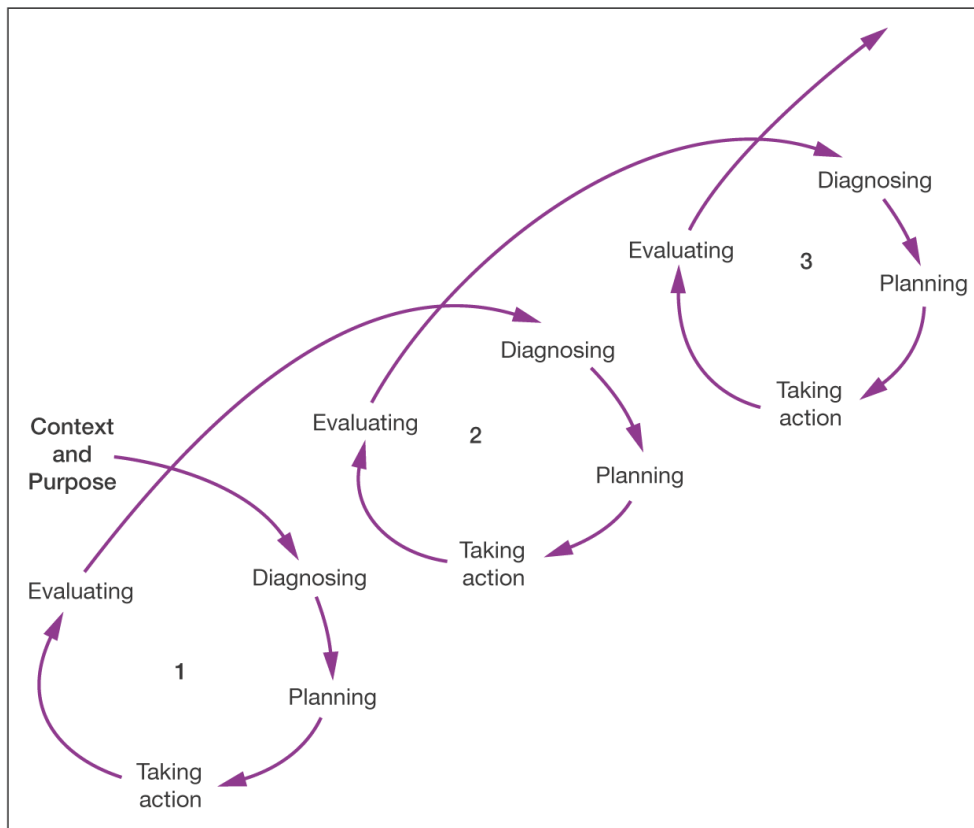 Context
and
Purpose
Diagnosing
Planning
Taking
action
Evaluating
1
Diagnosing
Planning
Taking
action
Evaluating
2
Diagnosing
Planning
Taking
action
Evaluating
3